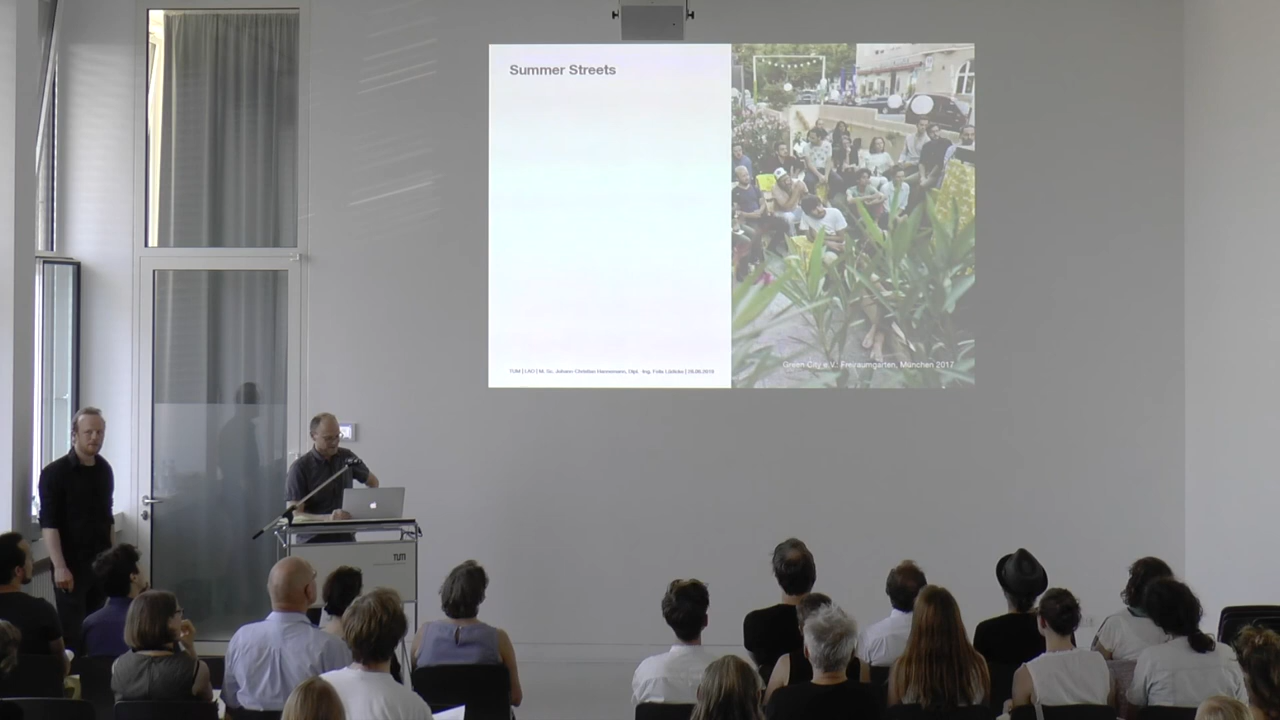 Summer Streets
TUM | LAO | M. Sc. Johann-Christian Hannemann, Dipl. -Ing. Felix Lüdicke | 28.06.2019
Green City e.V.: Freiraumgarten, München 2017
TUM